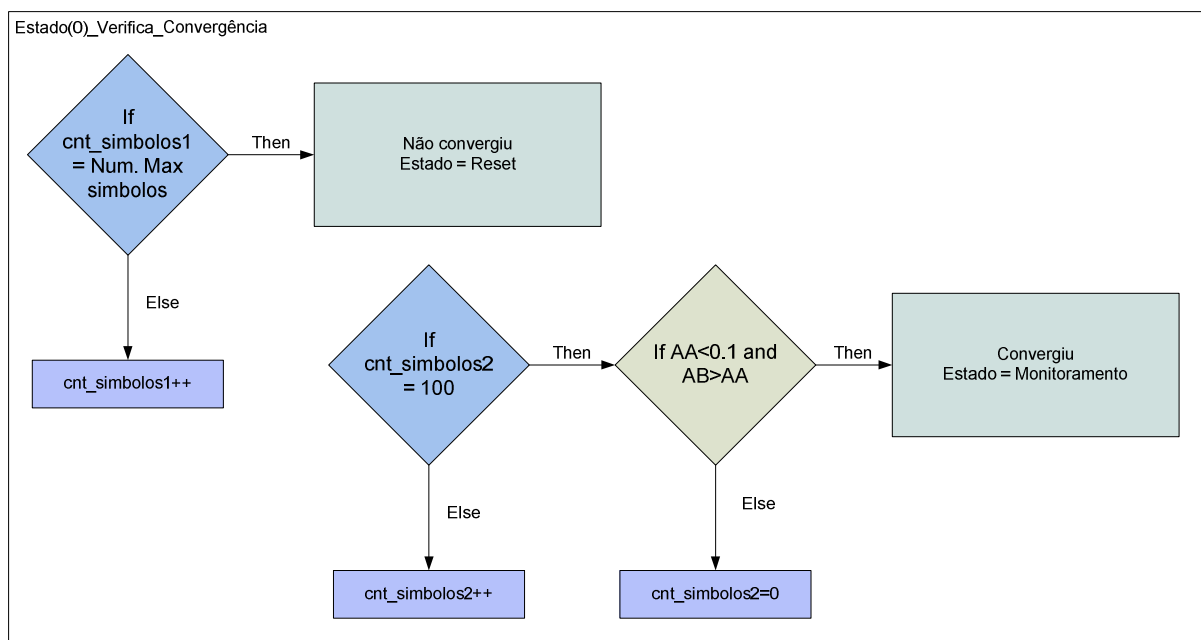 Estado(0)_Verifica_Convergência
If
cnt_simbolos1
= Num. Max
simbolos
Then
Não convergiu
Estado = Reset
Else
cnt_simbolos1++
If
cnt_simbolos2
= 100
Then
If AA<0.1 and
AB>AA
Then
Convergiu
Estado = Monitoramento
Else
Else
cnt_simbolos2++
cnt_simbolos2=0